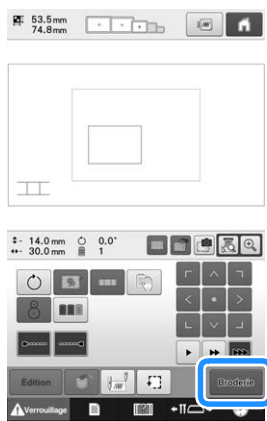 53.5mm
74.8mm
- 14.0mm 0.0°
- 30.0mm 1
Édition
Broderie
Verrouillage